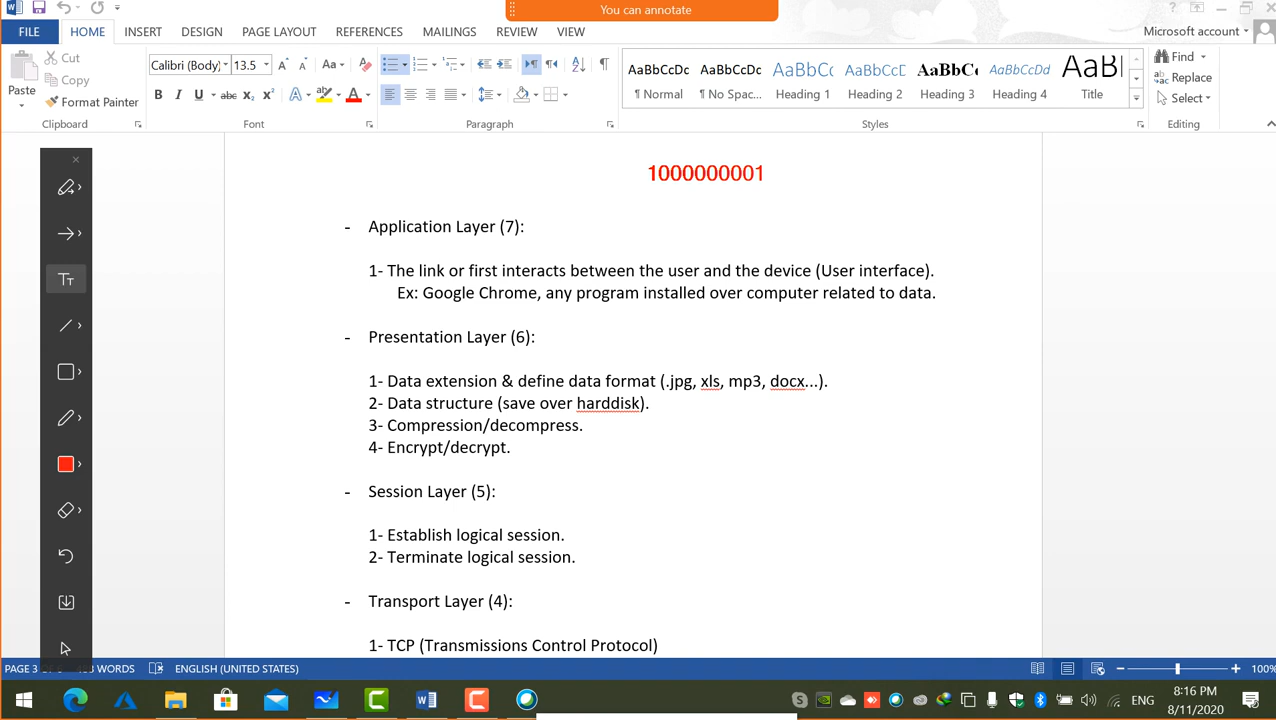 You can annotate
FILE HOME INSERT DESIGN PAGE LAYOUT REFERENCES MAILINGS REVIEW VIEW Microsoft account
Paste
Cut
Copy
Format Painter
Clipboard
Calibri (Body) 13.5
Font
Paragraph
AaBbCcDc AaBbCcDc AaBbCc AaBbCcDc AaBbCc AaBbCcDd AaB
¶ Normal ¶ No Spac... Heading 1 Heading 2 Heading 3 Heading 4 Title
Styles
Find
Replace
Select
Editing
1000000001
- Application Layer (7):
1- The link or first interacts between the user and the device (User interface).
Ex: Google Chrome, any program installed over computer related to data.
- Presentation Layer (6):
1- Data extension & define data format (.jpg, xls, mp3, docx...).
2- Data structure (save over harddisk).
3- Compression/decompress.
4- Encrypt/decrypt.
- Session Layer (5):
1- Establish logical session.
2- Terminate logical session.
- Transport Layer (4):
1- TCP (Transmissions Control Protocol)
PAGE 3 OF WORDS ENGLISH (UNITED STATES) 100%
ENG
8:16 PM
8/11/2020